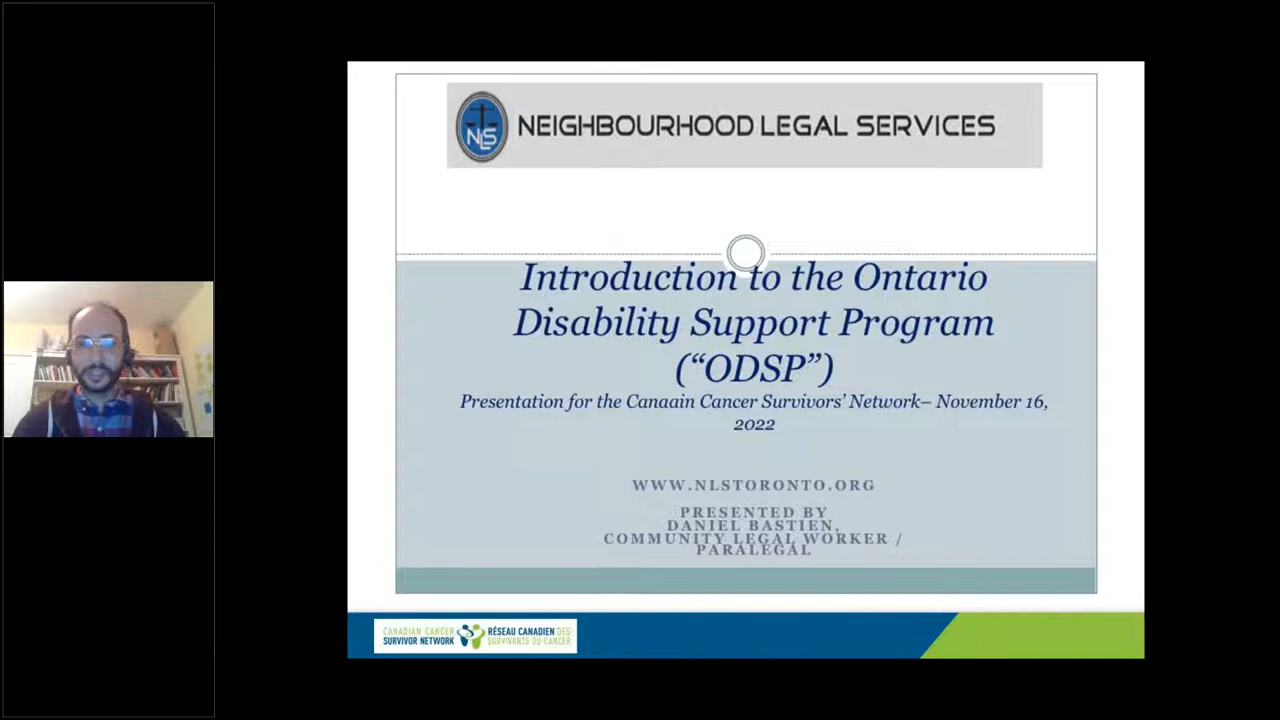 NLS
NEIGHBOURHOOD LEGAL SERVICES
Introduction to the Ontario
Disability Support Program
(“ODSP”)
Presentation for the Canaain Cancer Survivors’ Network– November 16,
2022
WWW.NLSTORONTO.ORG
PRESENTED BY
DANIEL BASTIEN,
COMMUNITY LEGAL WORKER /
PARALEGAL
CANADIAN CANCER
SURVIVOR NETWORK
RÉSEAU CANADIEN DES
SURVIVANTS DU CANCER